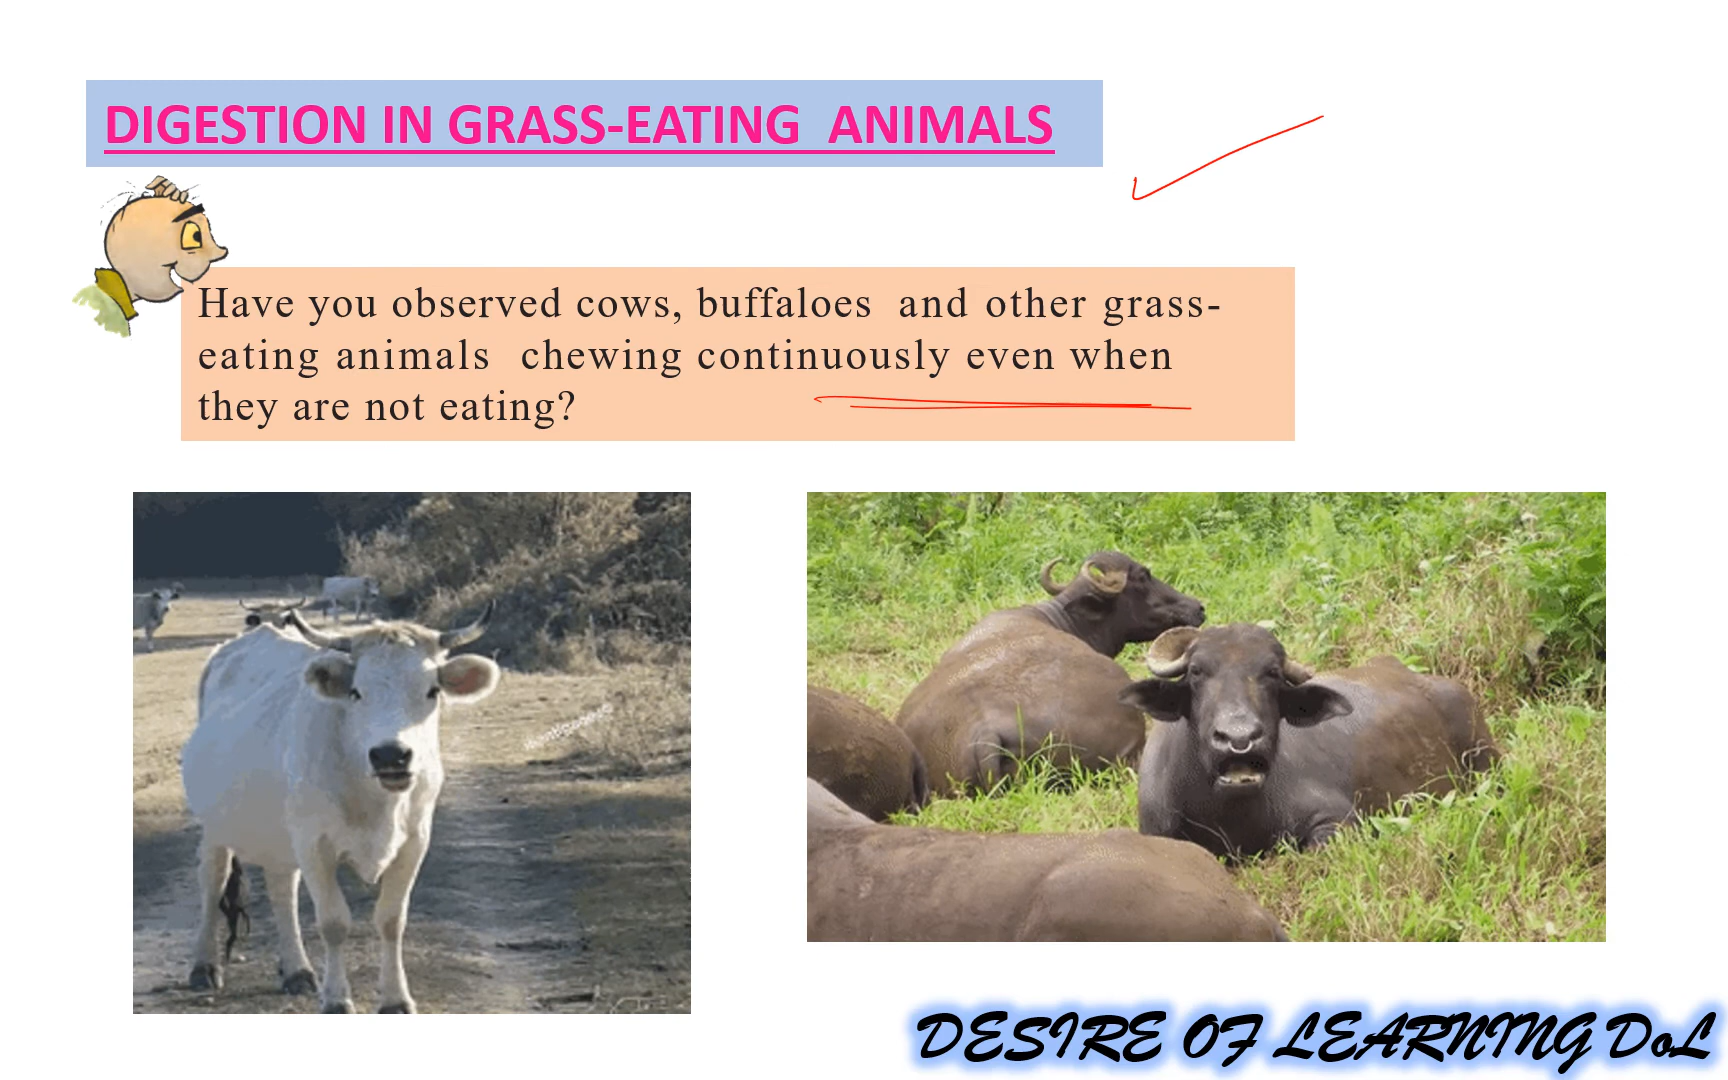 DIGESTION IN GRASS-EATING ANIMALS
Have you observed cows, buffaloes and other grass-
eating animals chewing continuously even when
they are not eating?
DESIRE OF LEARNING DoL